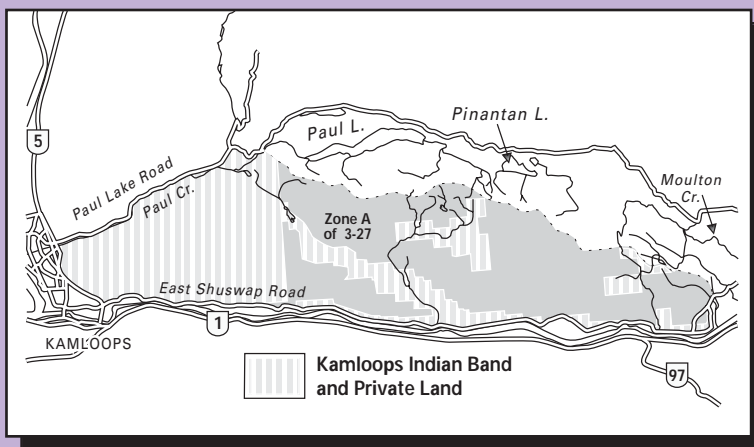 Pinantan L.
Paul L.
5
Moulton
Cr.
Paul Lake Road
Paul Cr.
Zone A
of 3-27
East Shuswap Road
1
KAMLOOPS
Kamloops Indian Band
and Private Land
97